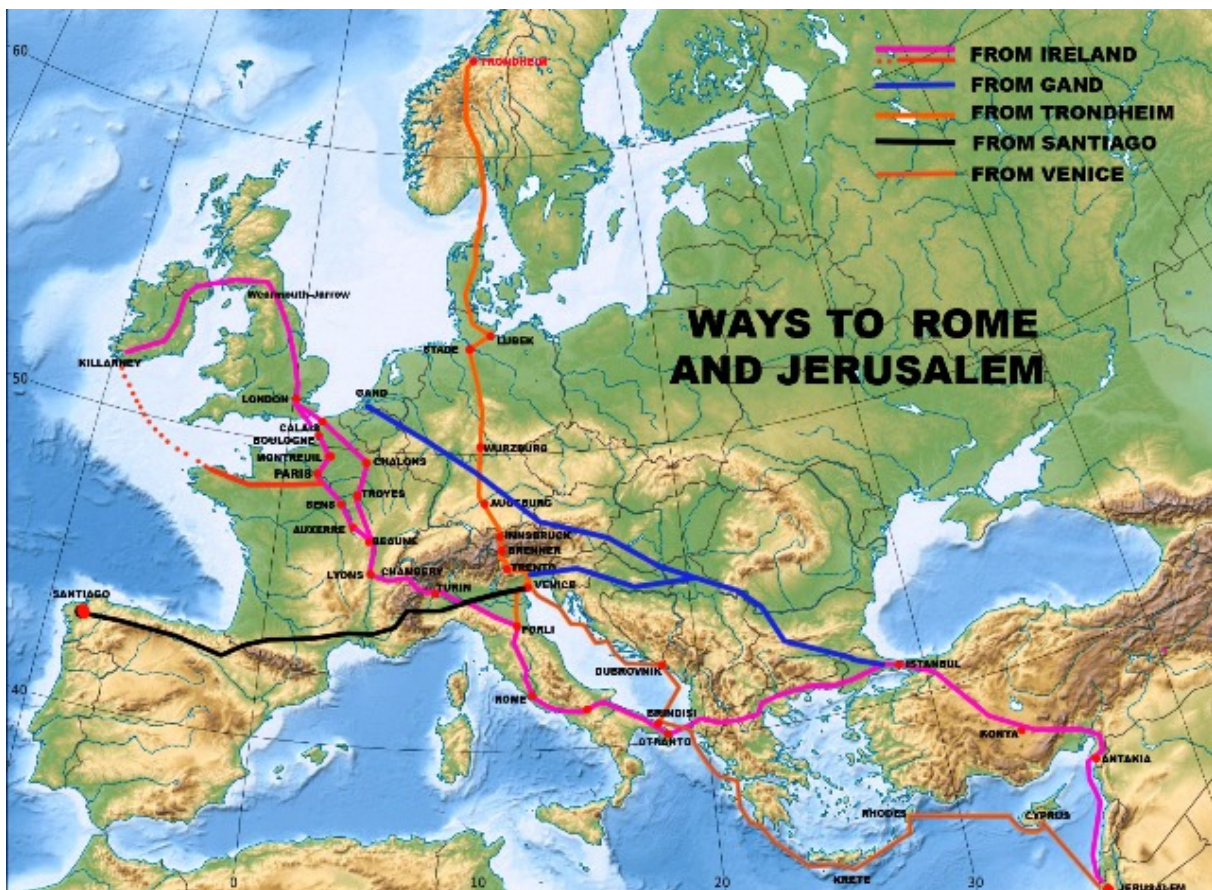 60
TRONDHEIM
FROM IRELAND
FROM GAND
FROM TRONDHEIM
FROM SANTIAGO
FROM VENICE
WAYS TO ROME
AND JERUSALEM
Wearmouth-Jarrow
KILLARNEY
STADE
LUBEK
50
LONDON
GAND
CALAIS
BOULOGNE
MONTREUIL
PARIS
CHALONS
WURZBURG
TROYES
SENS
AUGSBURG
AUXERRE
BEAUNE
INNSBRUCK
BRENNER
TRENTO
LYONS
CHAMBERY
TURIN
VENICE
SANTIAGO
FORLI
DUBROVNIK
ISTANBUL
40
ROME
BRINDISI
OTRANTO
KONYA
ANTAKIA
RHODES
CYPRUS
KRETE
0
10
20
30
JERUSALEM